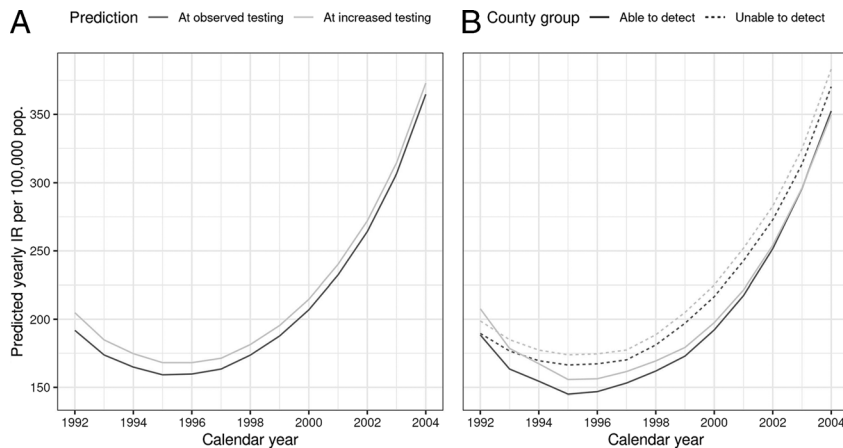 A Prediction At observed testing At increased testing
B County group Able to detect Unable to detect
Predicted yearly IR per 100,000 pop.
350
300
250
200
150
1992 1994 1996 1998 2000 2002 2004
1992 1994 1996 1998 2000 2002 2004
Calendar year
Calendar year